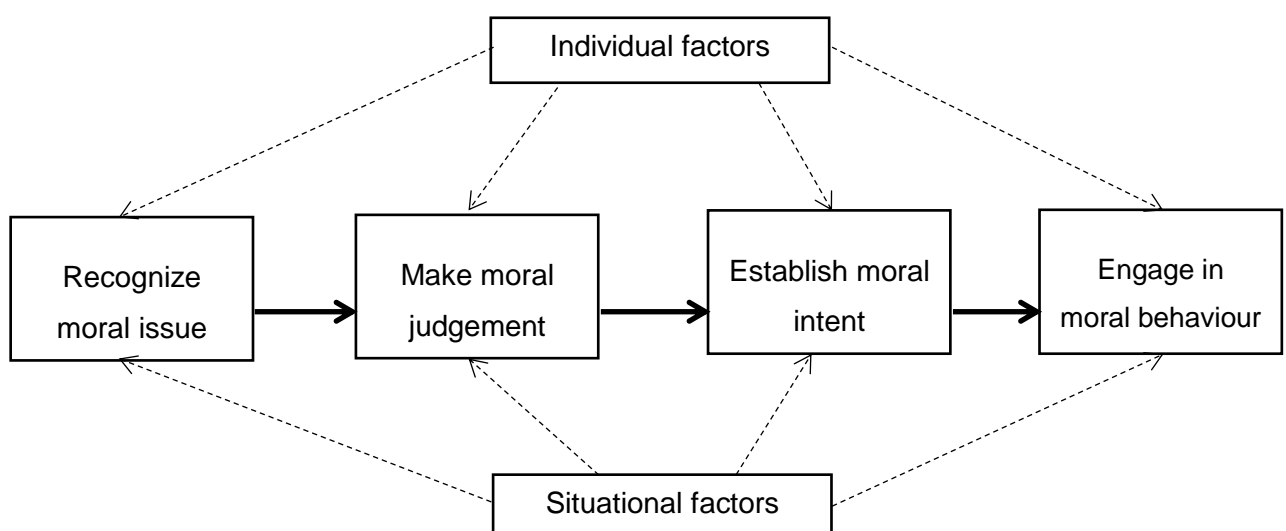 Individual factors
Recognize
moral issue
Make moral
judgement
Establish moral
intent
Engage in
moral behaviour
Situational factors